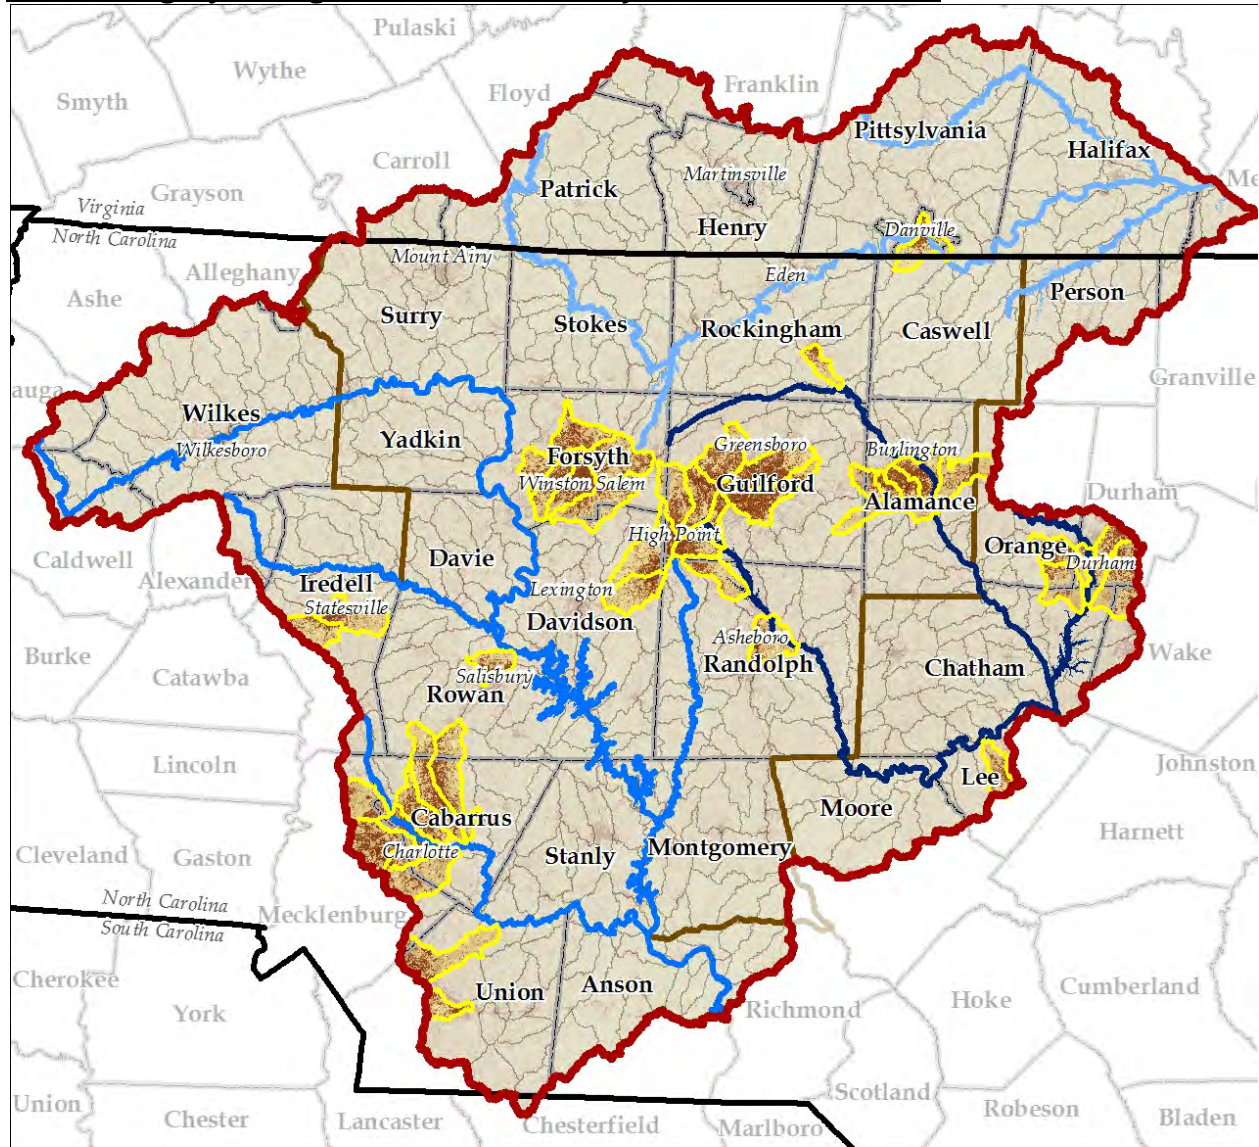 Pulaski
Wythe
Smyth
Floyd
Franklin
Pittsylvania
Halifax
Carroll
Patrick
Martinsville
Grayson
Virginia
North Carolina
Henry
Danville
Mount Airy
Alleghany
Eden
Ashe
Person
Surry
Stokes
Rockingham
Caswell
Granville
Wilkes
Yadkin
Wilkesboro
Forsyth
Winston Salem
Greensboro
Guilford
Burlington
Alamance
Durham
High Point
Orange
Durham
Caldwell
Alexander
Davie
Iredell
Statesville
Lexington
Davidson
Asheboro
Randolph
Chatham
Wake
Burke
Catawba
Salisbury
Rowan
Lincoln
Lee
Johnston
Moore
Cabarrus
Charlotte
Stanly
Montgomery
Harnett
Cleveland
Gaston
North Carolina
South Carolina
Mecklenburg
Cherokee
York
Union
Anson
Richmond
Hoke
Cumberland
Union
Chester
Lancaster
Chesterfield
Marlboro
Scotland
Robeson
Bladen